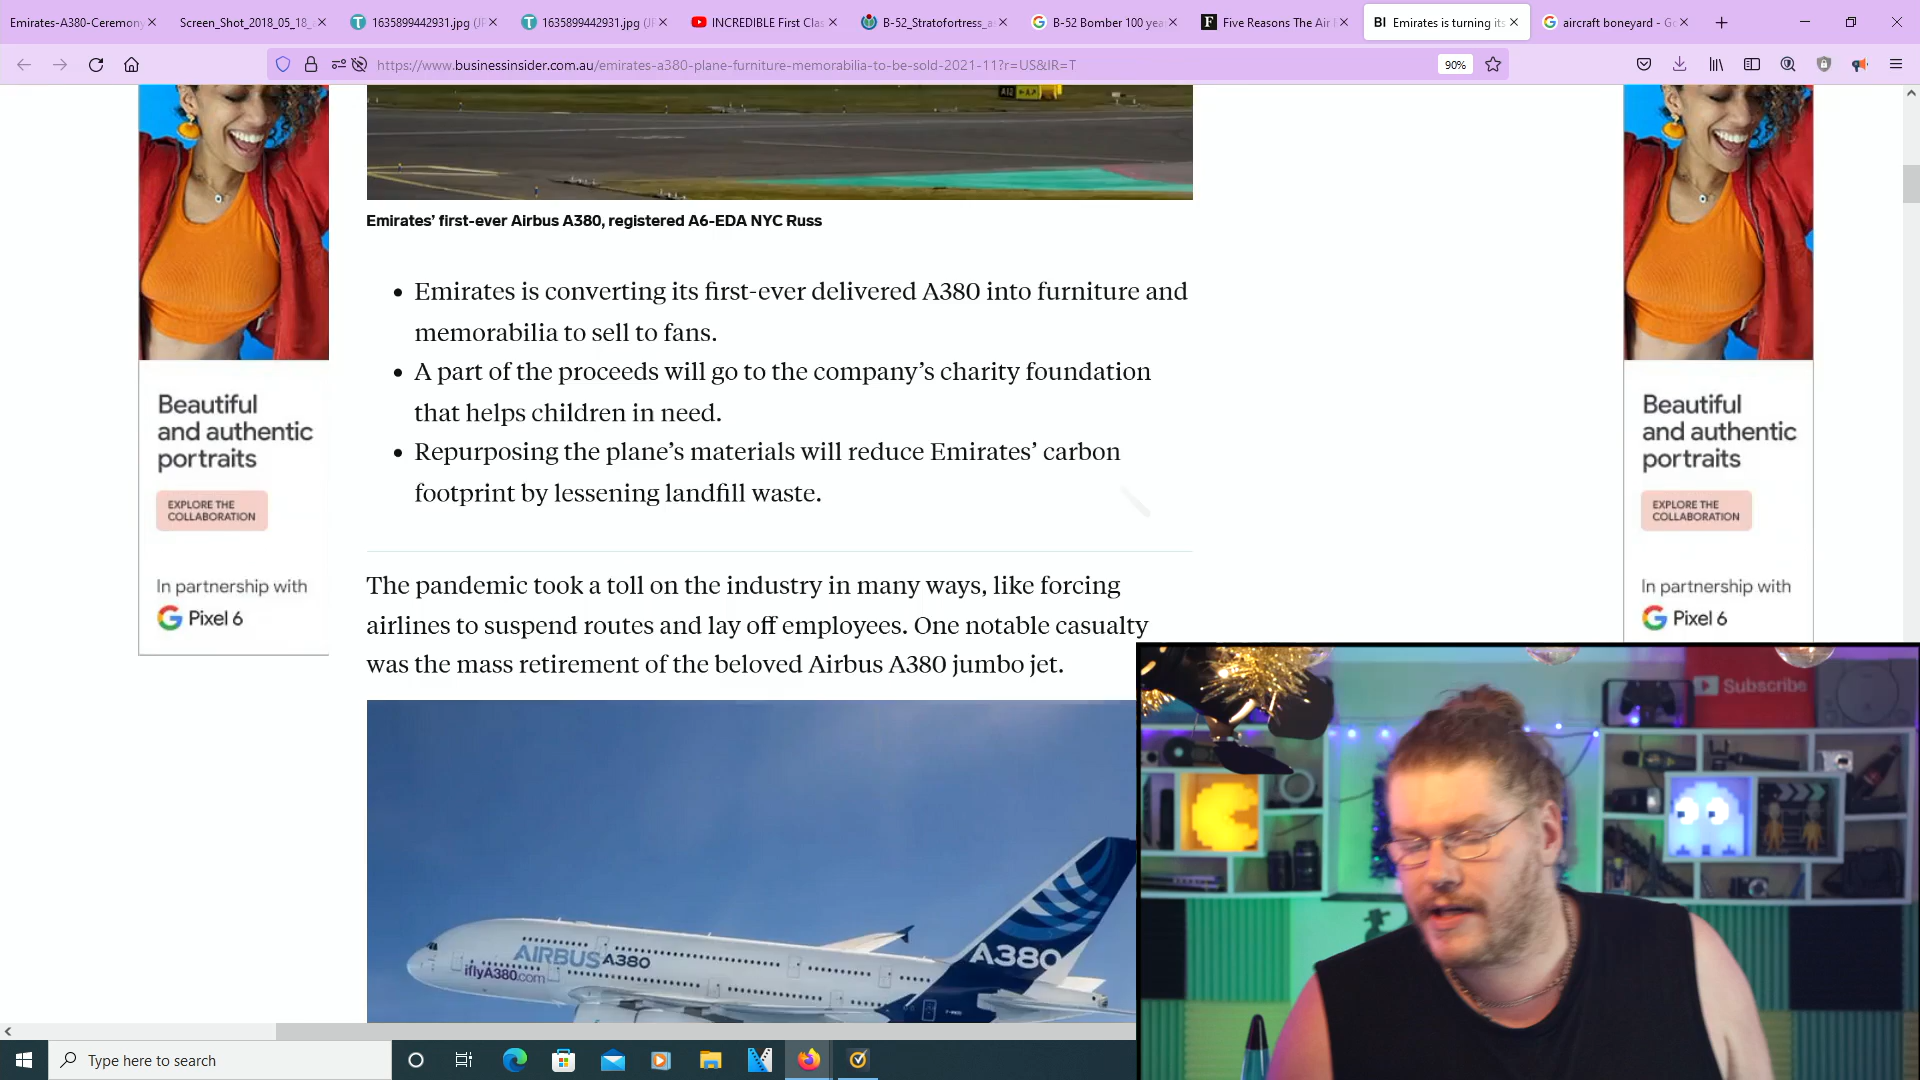 Emirates-A380-Ceremony
Screen_Shot_2018_05_18_
1635899442931.jpg (JP
1635899442931.jpg (JP
INCREDIBLE First Clas
B-52_Stratofortress_a
B-52 Bomber 100 yea
Five Reasons The Air
BI Emirates is turning its
aircraft boneyard - Go
https://www.businessinsider.com.au/emirates-a380-plane-furniture-memorabilia-to-be-sold-2021-11?r=US&IR=T
90%
Emirates’ first-ever Airbus A380, registered A6-EDA NYC Russ
• Emirates is converting its first-ever delivered A380 into furniture and
memorabilia to sell to fans.
• A part of the proceeds will go to the company’s charity foundation
that helps children in need.
• Repurposing the plane’s materials will reduce Emirates’ carbon
footprint by lessening landfill waste.
The pandemic took a toll on the industry in many ways, like forcing
airlines to suspend routes and lay off employees. One notable casualty
was the mass retirement of the beloved Airbus A380 jumbo jet.
AIRBUS A380
iflyA380.com
A380
Beautiful
and authentic
portraits
EXPLORE THE
COLLABORATION
In partnership with
G Pixel 6
Beautiful
and authentic
portraits
EXPLORE THE
COLLABORATION
In partnership with
G Pixel 6
Subscribe
Type here to search